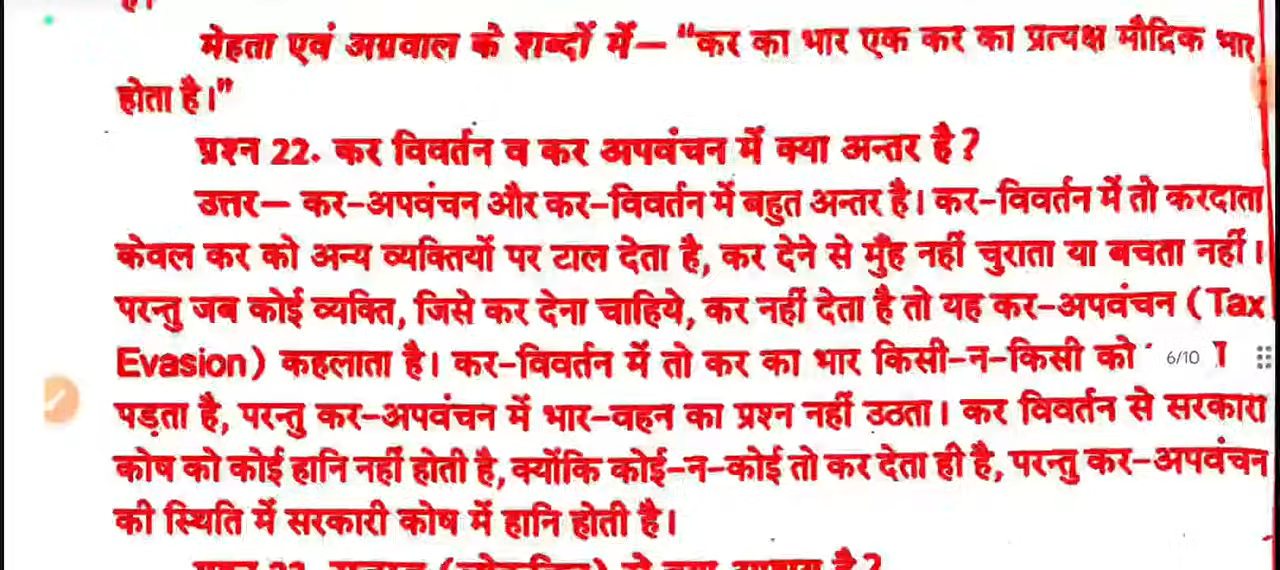 मेहता एवं अग्रवाल के शब्दों में— "कर का भार एक कर का प्रत्यक्ष मौद्रिक भार
होता है।"
प्रश्न 22. कर विवर्तन व कर अपवंचन में क्या अन्तर है?
उत्तर— कर-अपवंचन और कर-विवर्तन में बहुत अन्तर है। कर-विवर्तन में तो करदाता
केवल कर को अन्य व्यक्तियों पर टाल देता है, कर देने से मुँह नहीं चुराता या बचता नहीं।
परन्तु जब कोई व्यक्ति, जिसे कर देना चाहिये, कर नहीं देता है तो यह कर-अपवंचन (Tax
Evasion) कहलाता है। कर-विवर्तन में तो कर का भार किसी-न-किसी को 6/10
पड़ता है, परन्तु कर-अपवंचन में भार-वहन का प्रश्न नहीं उठता। कर विवर्तन से सरकारी
कोष को कोई हानि नहीं होती है, क्योंकि कोई-न-कोई तो कर देता ही है, परन्तु कर-अपवंचन
की स्थिति में सरकारी कोष में हानि होती है।